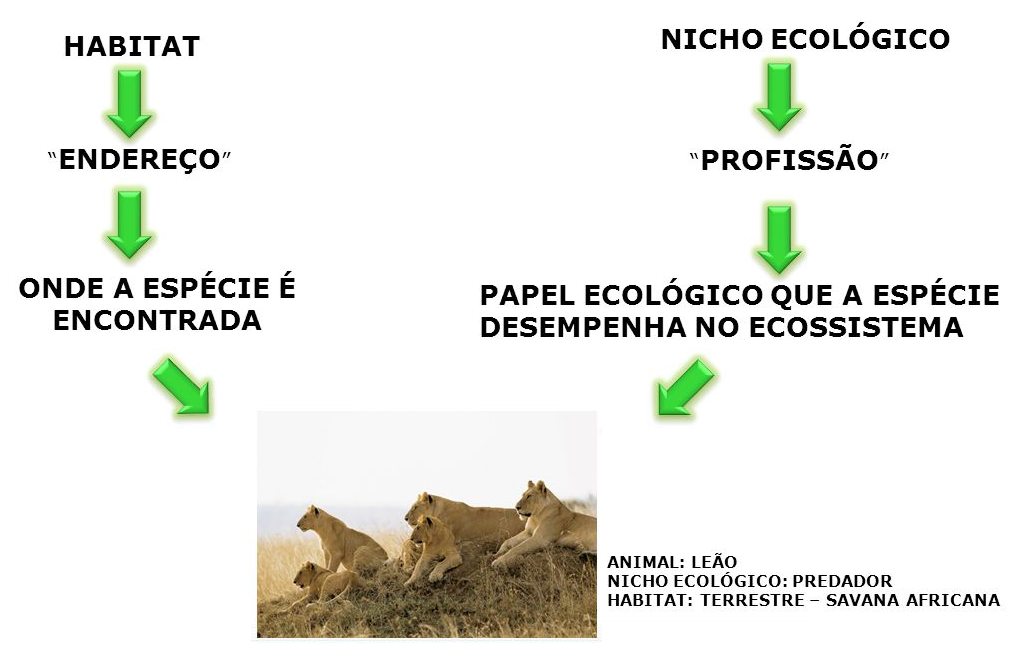 HABITAT
NICHO ECOLÓGICO
“ENDEREÇO”
“PROFISSÃO”
ONDE A ESPÉCIE É
ENCONTRADA
PAPEL ECOLÓGICO QUE A ESPÉCIE
DESEMPENHA NO ECOSSISTEMA
ANIMAL: LEÃO
NICHO ECOLÓGICO: PREDADOR
HABITAT: TERRESTRE – SAVANA AFRICANA